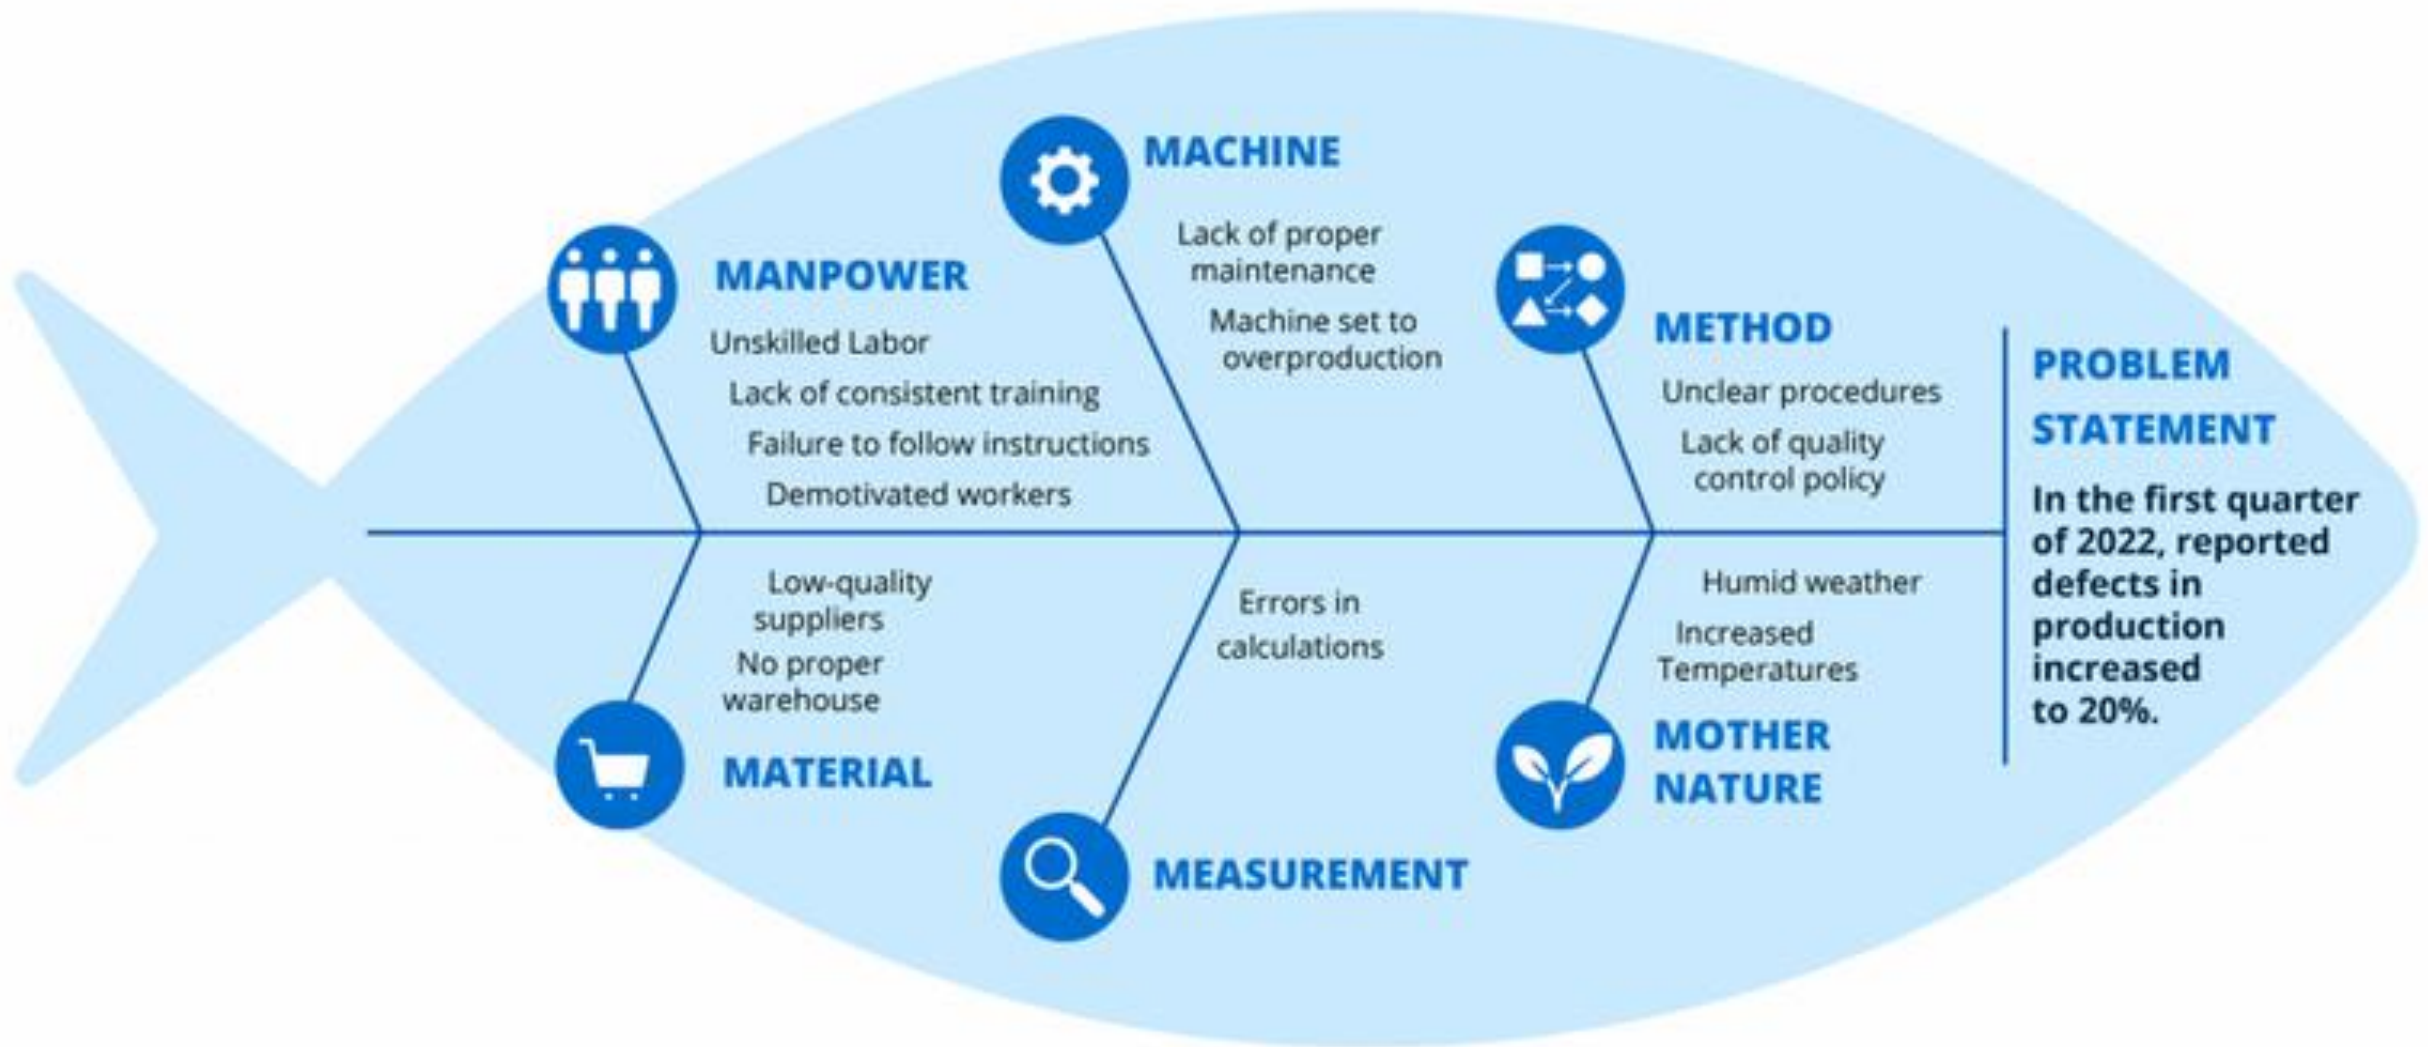 MANPOWER
Unskilled Labor
Lack of consistent training
Failure to follow instructions
Demotivated workers
MACHINE
Lack of proper
maintenance
Machine set to
overproduction
METHOD
Unclear procedures
Lack of quality
control policy
Low-quality
suppliers
No proper
warehouse
MATERIAL
Errors in
calculations
MEASUREMENT
Humid weather
Increased
Temperatures
MOTHER
NATURE
PROBLEM
STATEMENT
In the first quarter
of 2022, reported
defects in
production
increased
to 20%.